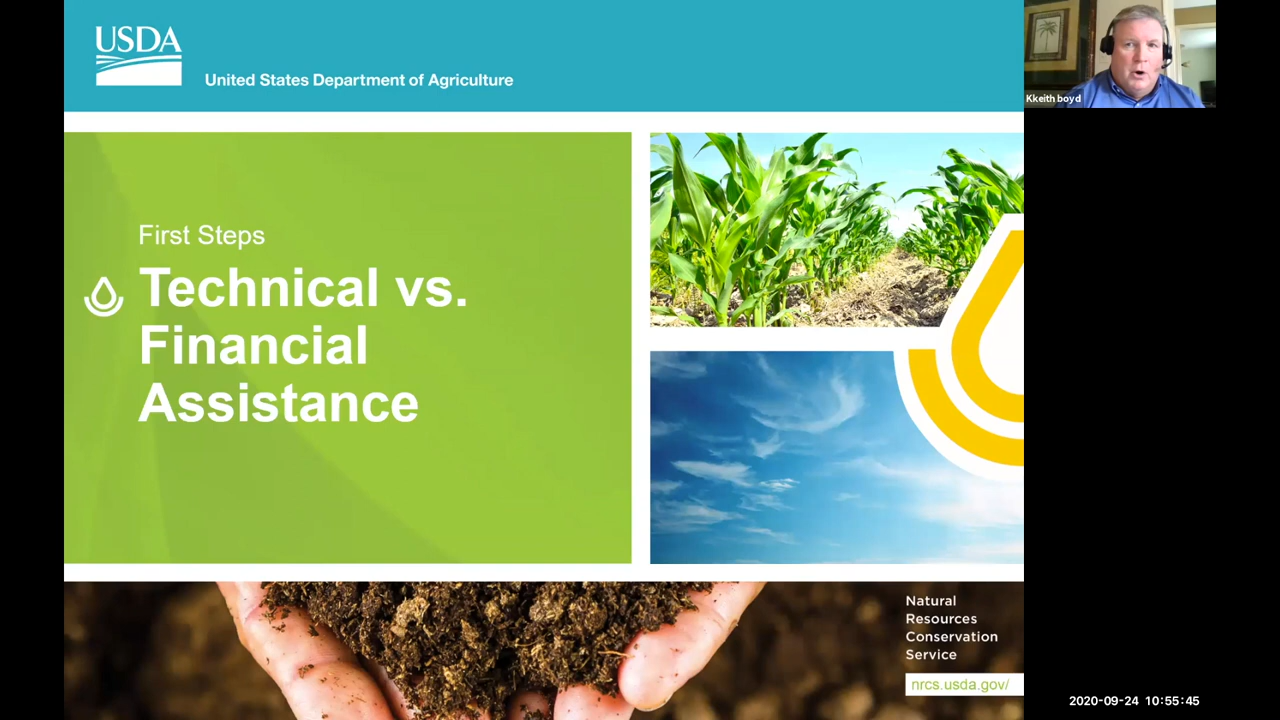 USDA
United States Department of Agriculture
Kkeith boyd
First Steps
Technical vs.
Financial
Assistance
Natural
Resources
Conservation
Service
nrcs.usda.gov/
2020-09-24 10:55:45